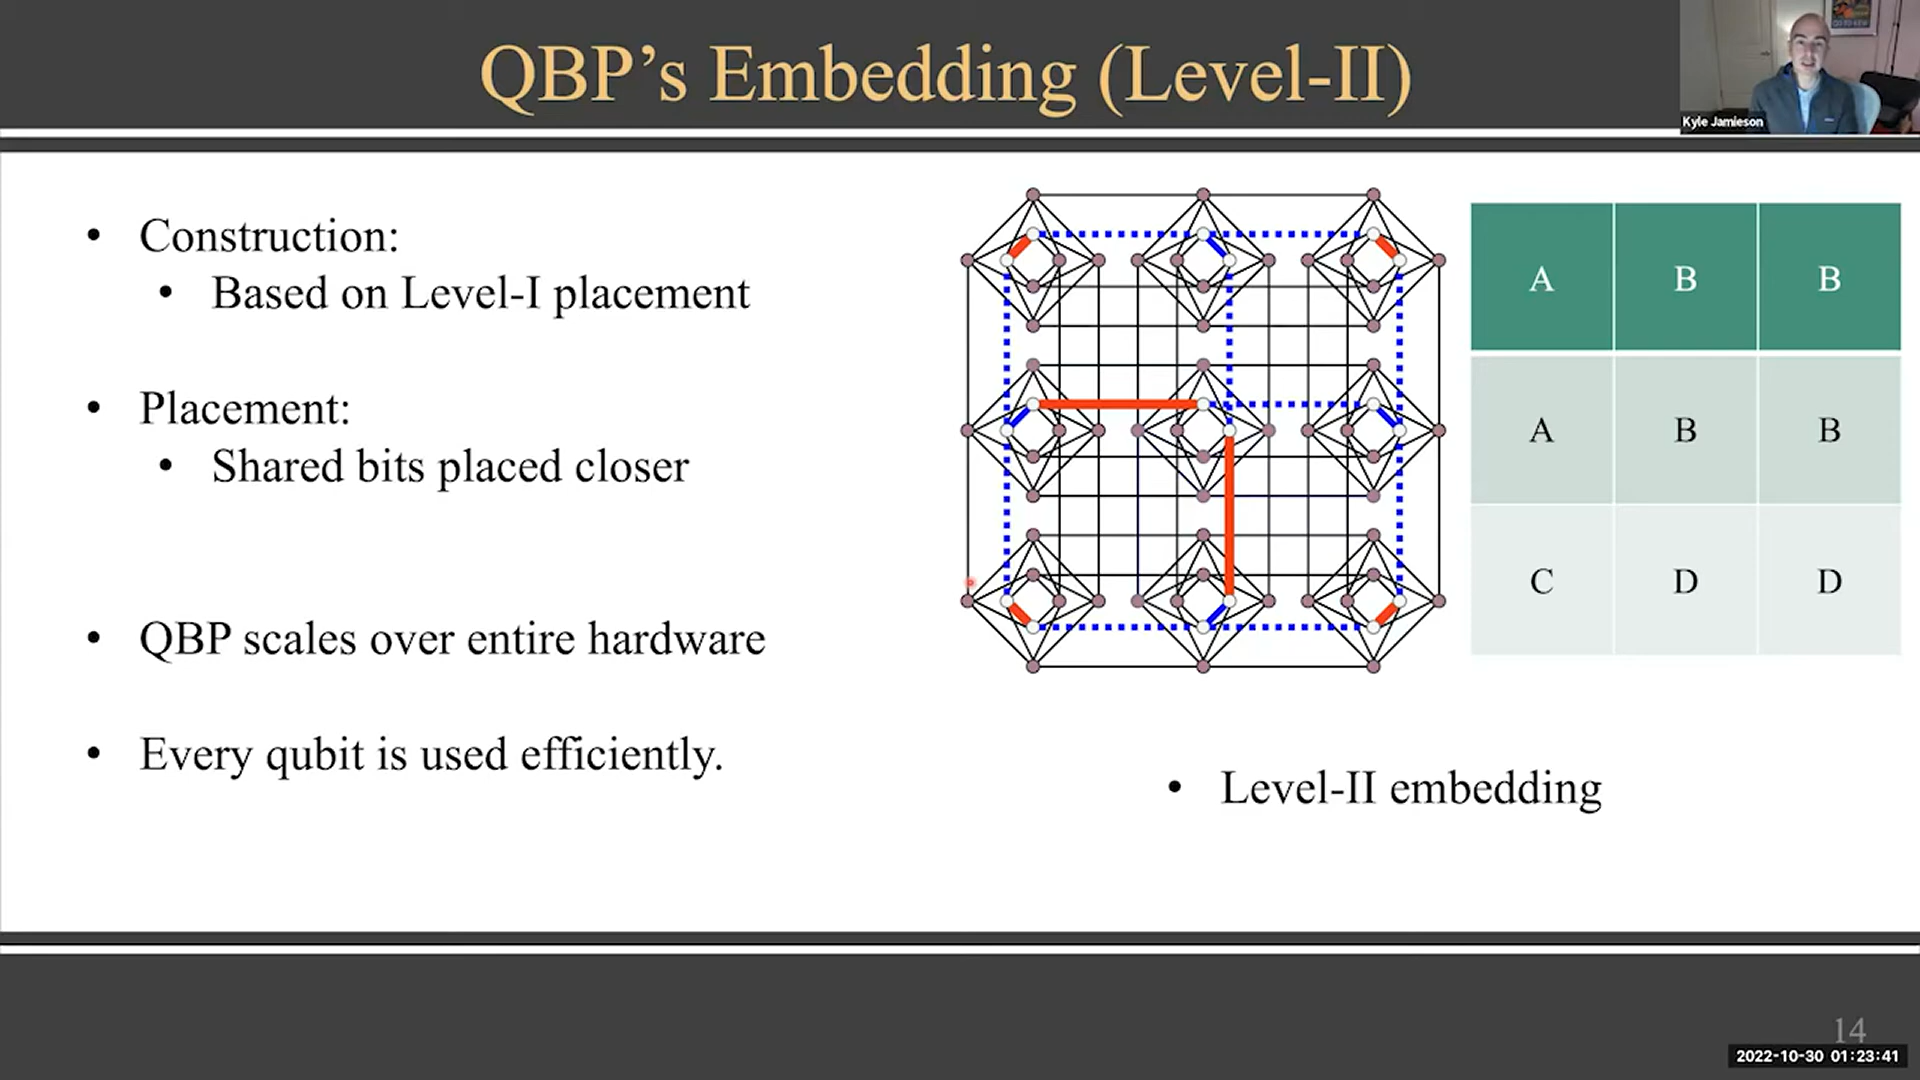 QBP’s Embedding (Level-II)
Kyle Jamieson
• Construction:
• Based on Level-I placement
• Placement:
• Shared bits placed closer
• QBP scales over entire hardware
• Every qubit is used efficiently.
A B B
A B B
C D D
• Level-II embedding
14
2022-10-30 01:23:41